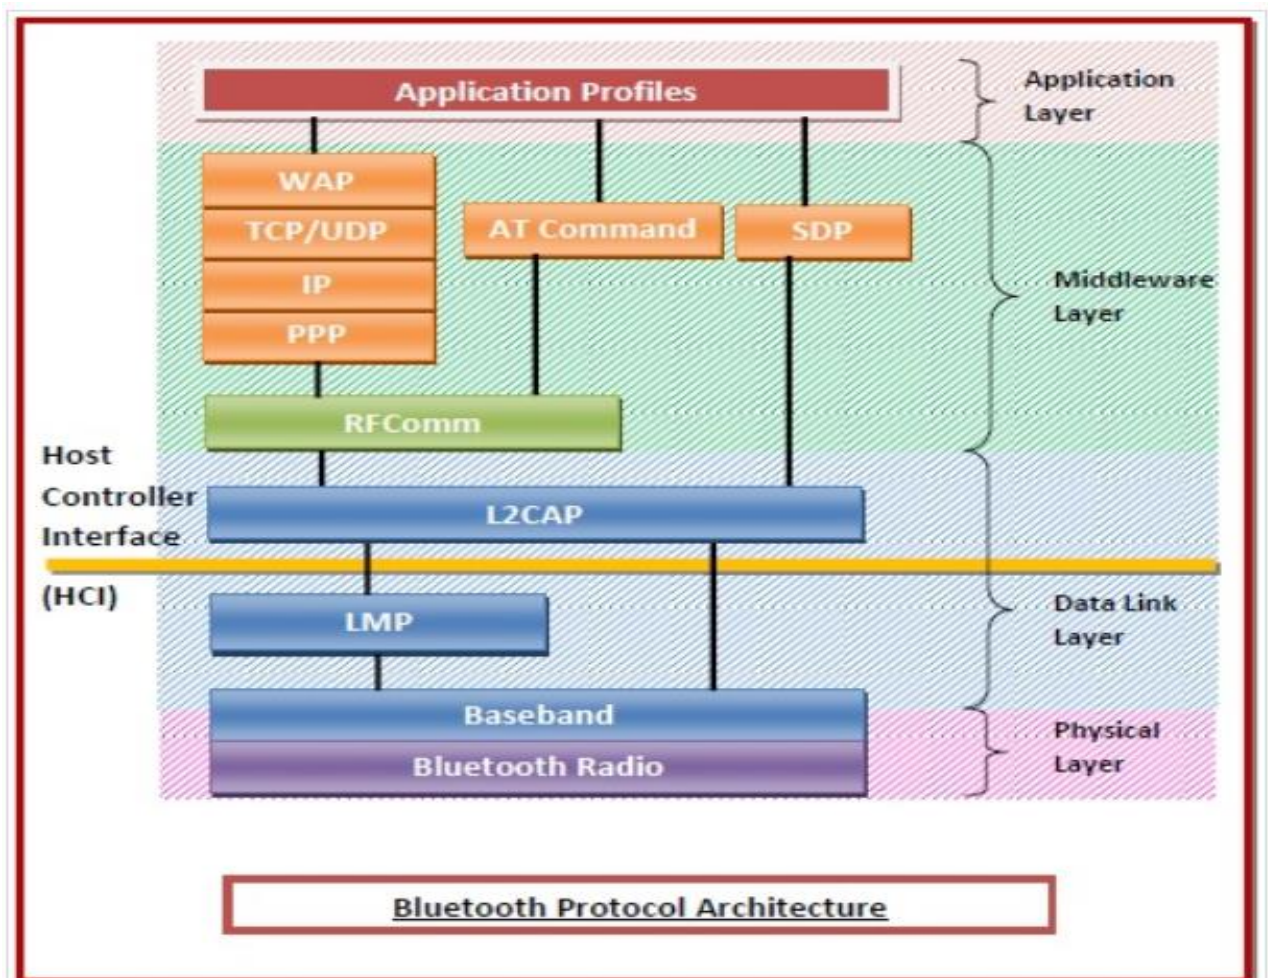 Application Profiles
Application
Layer
WAP
TCP/UDP
IP
PPP
AT Command
SDP
Middleware
Layer
RFComm
Host
Controller
Interface
(HCI)
L2CAP
LMP
Data Link
Layer
Baseband
Bluetooth Radio
Physical
Layer
Bluetooth Protocol Architecture